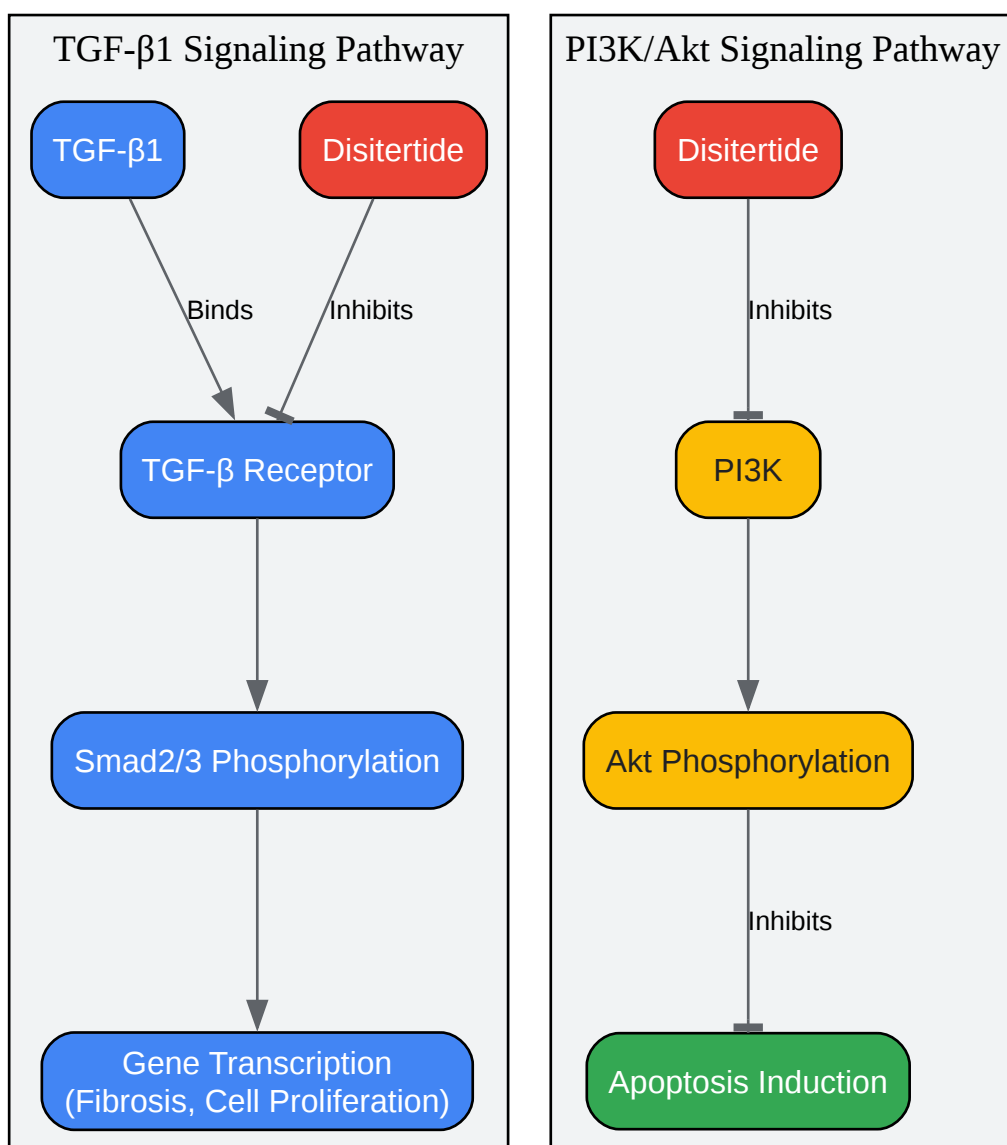 TGF-β1 Signaling Pathway
TGF-β1
Disitertide
Binds
Inhibits
TGF-β Receptor
Smad2/3 Phosphorylation
Gene Transcription
(Fibrosis, Cell Proliferation)
PI3K/Akt Signaling Pathway
Disitertide
Inhibits
PI3K
Akt Phosphorylation
Inhibits
Apoptosis Induction